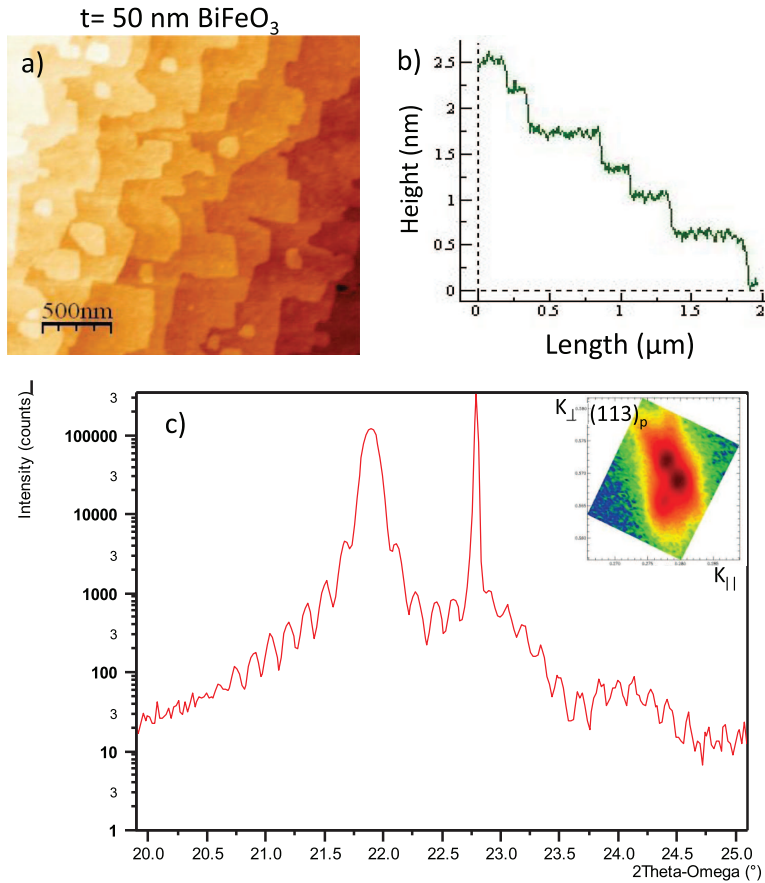 t= 50 nm BiFeO₃
a)
500nm
b)
Height (nm)
2.5
2
1.5
1
0.5
0
0 0.5 1 1.5 2
Length (µm)
c)
Intensity (counts)
3
100000
3
10000
3
1000
3
100
3
10
3
1
20.0 20.5 21.0 21.5 22.0 22.5 23.0 23.5 24.0 24.5 25.0
2Theta-Omega (°)
K⊥ (113)p
K||